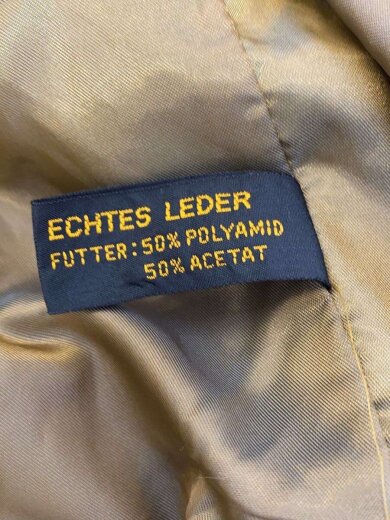 ECHTES LEDER
FUTTER: 50% POLYAMID
50% ACETAT